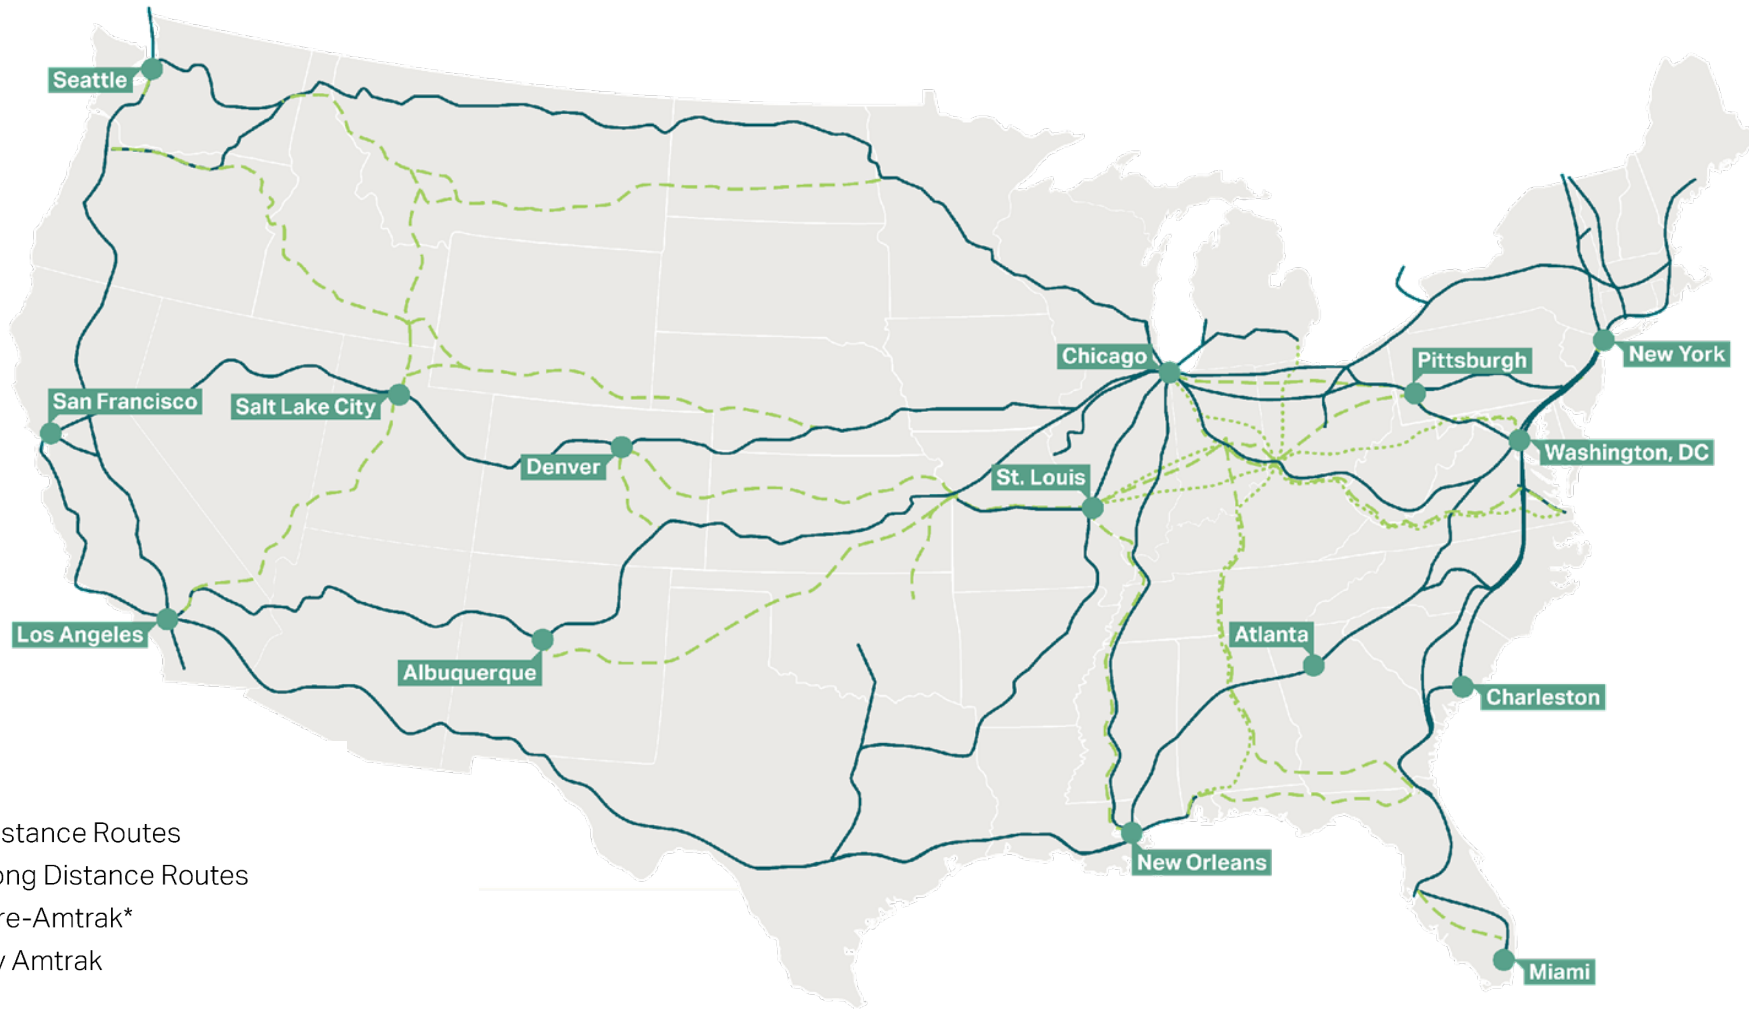 Seattle
Chicago
Pittsburgh
New York
San Francisco
Salt Lake City
Denver
St. Louis
Washington, DC
Los Angeles
Albuquerque
Atlanta
Charleston
New Orleans
Miami
stance Routes
ong Distance Routes
re-Amtrak*
y Amtrak